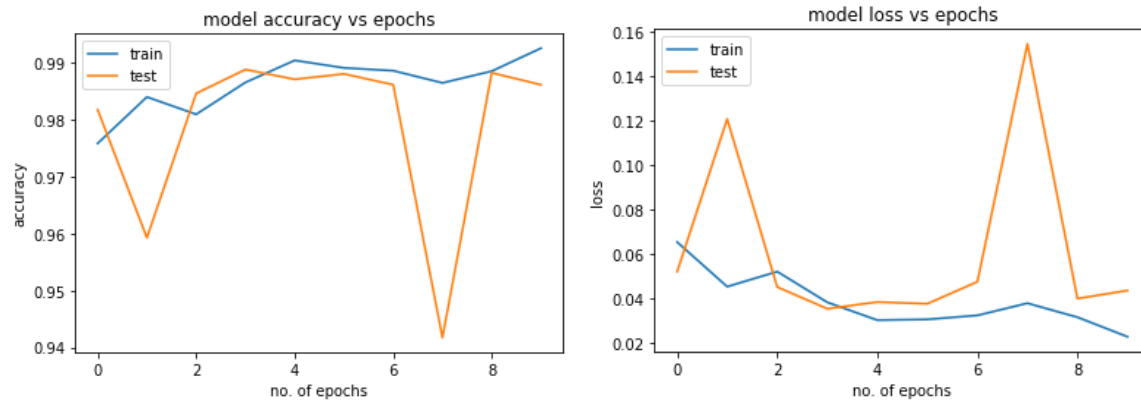 model accuracy vs epochs
train
test
0.99
0.98
0.97
0.96
0.95
0.94
accuracy
0 2 4 6 8
no. of epochs
model loss vs epochs
train
test
0.16
0.14
0.12
0.10
0.08
0.06
0.04
0.02
loss
0 2 4 6 8
no. of epochs